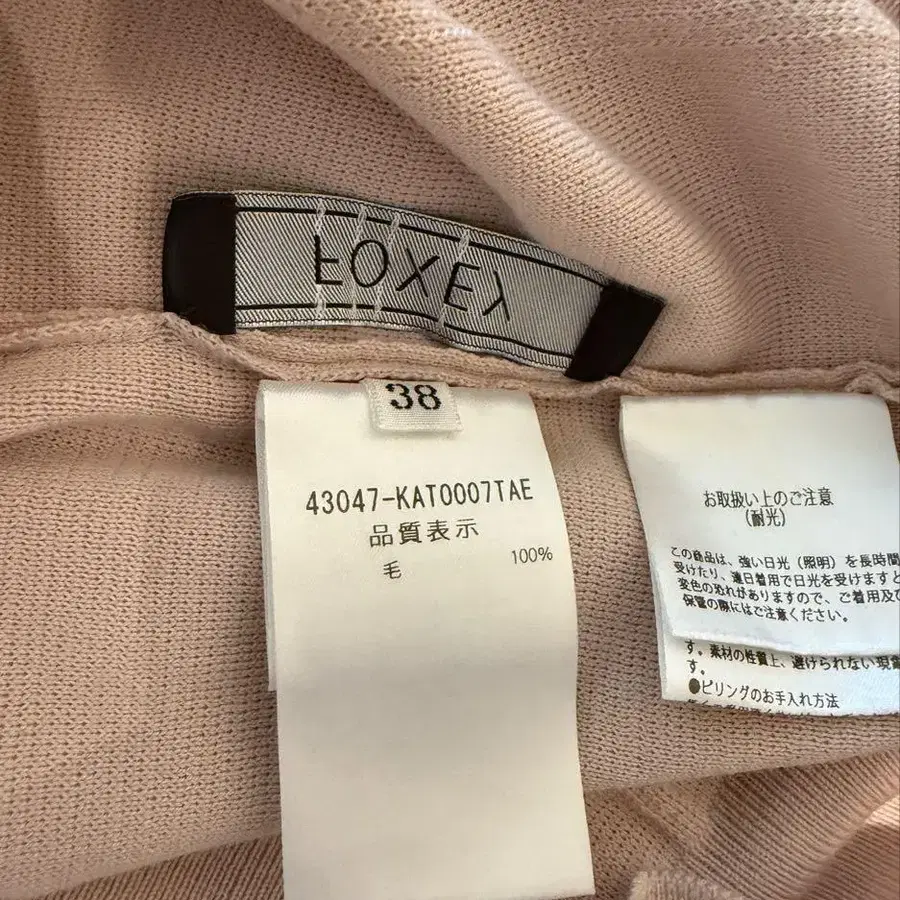 FOXEY
38
43047-KAT0007TAE
品質表示
毛 100%
お取扱い上のご注意
(耐光)
この商品は、強い日光（照明）を長時間
受けたり、連日着用で日光を受けますと
変色の恐れがありますので、ご着用及び
保管の際にはご注意ください。
す。素材の性質上、避けられない現象
す。
●ピリングのお手入れ方法